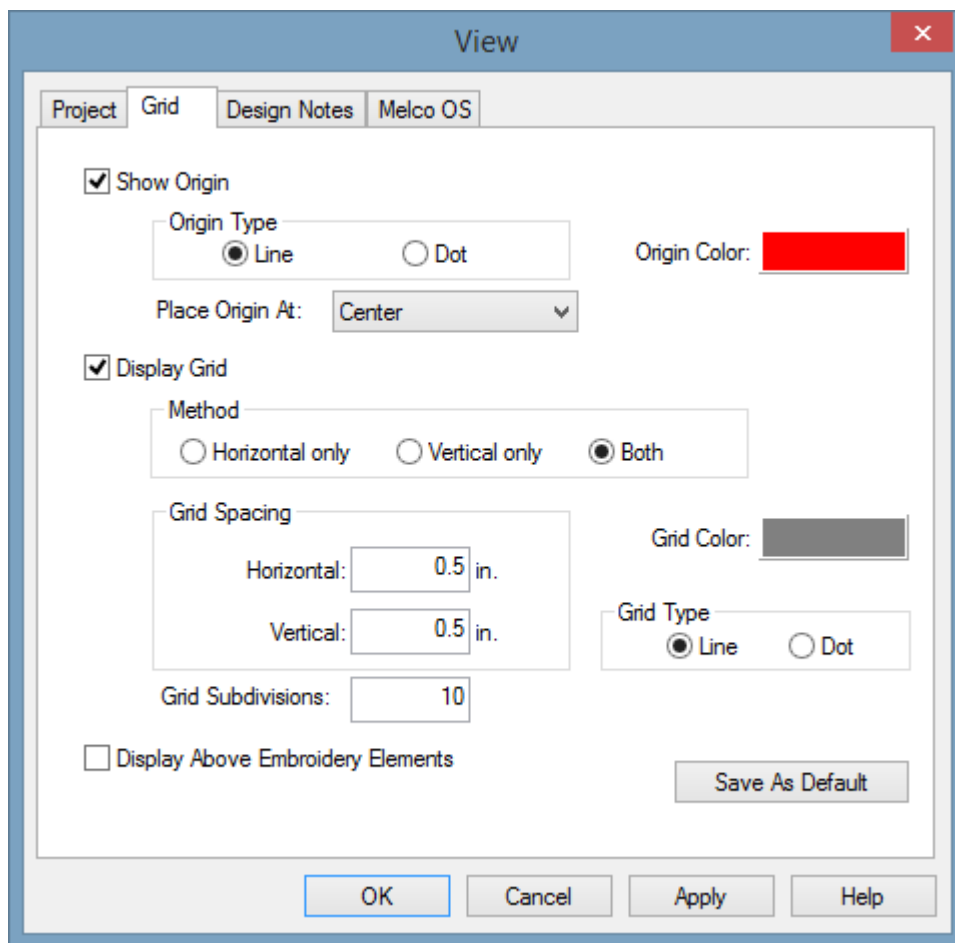 View
Project Grid Design Notes Melco OS
Show Origin
Origin Type
Line Dot
Origin Color:
Place Origin At: Center
Display Grid
Method
Horizontal only Vertical only Both
Grid Spacing
Grid Color:
Horizontal: 0.5 in.
Vertical: 0.5 in.
Grid Type
Line Dot
Grid Subdivisions: 10
Display Above Embroidery Elements
Save As Default
OK Cancel Apply Help